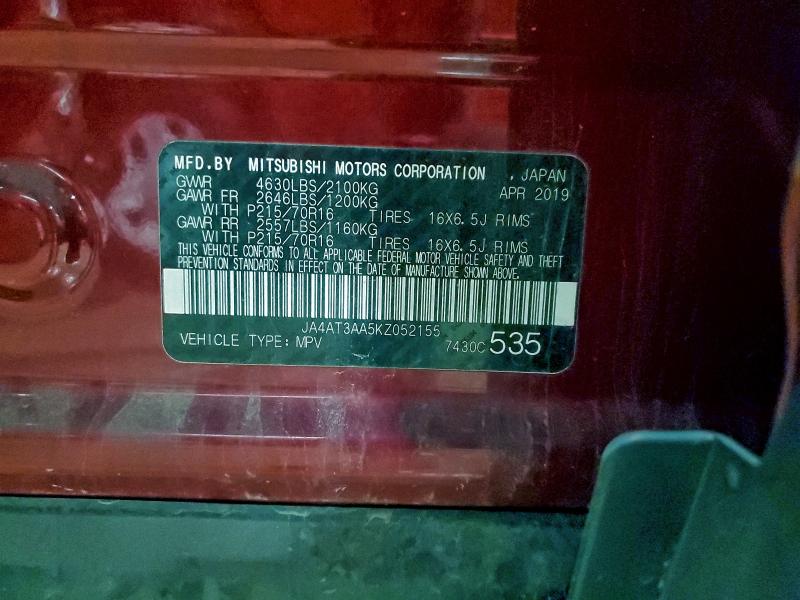 MFD.BY MITSUBISHI MOTORS CORPORATION , JAPAN
GVWR 4630LBS/2100KG APR 2019
GAWR FR 2646LBS/1200KG
WITH P215/70R16 TIRES 16X6.5J RIMS
GAWR RR 2557LBS/1160KG
WITH P215/70R16 TIRES 16X6.5J RIMS
THIS VEHICLE CONFORMS TO ALL APPLICABLE FEDERAL MOTOR VEHICLE SAFETY AND THEFT
PREVENTION STANDARDS IN EFFECT ON THE DATE OF MANUFACTURE SHOWN ABOVE.
JA4AT3AA5KZ052155
VEHICLE TYPE: MPV 7430C 535